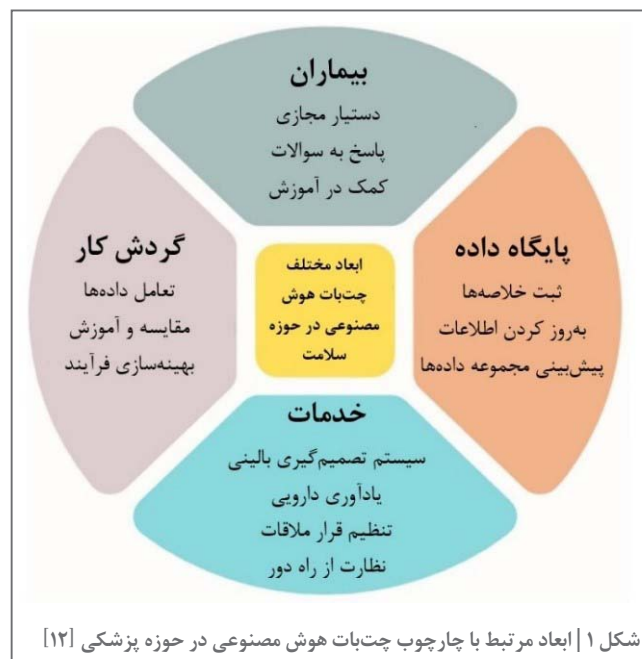 بیماران
دستیار مجازی
پاسخ به سوالات
کمک در آموزش
پایگاه داده
ثبت خلاصه‌ها
به‌روز کردن اطلاعات
پیش‌بینی مجموعه داده‌ها
ابعاد مختلف
چت‌بات هوش
مصنوعی در حوزه
سلامت
گردش کار
تعامل داده‌ها
مقایسه و آموزش
بهینه‌سازی فرآیند
خدمات
سیستم تصمیم‌گیری بالینی
یادآوری دارویی
تنظیم قرار ملاقات
نظارت از راه دور
شکل ۱ | ابعاد مرتبط با چارچوب چت‌بات هوش مصنوعی در حوزه پزشکی [۱۲]